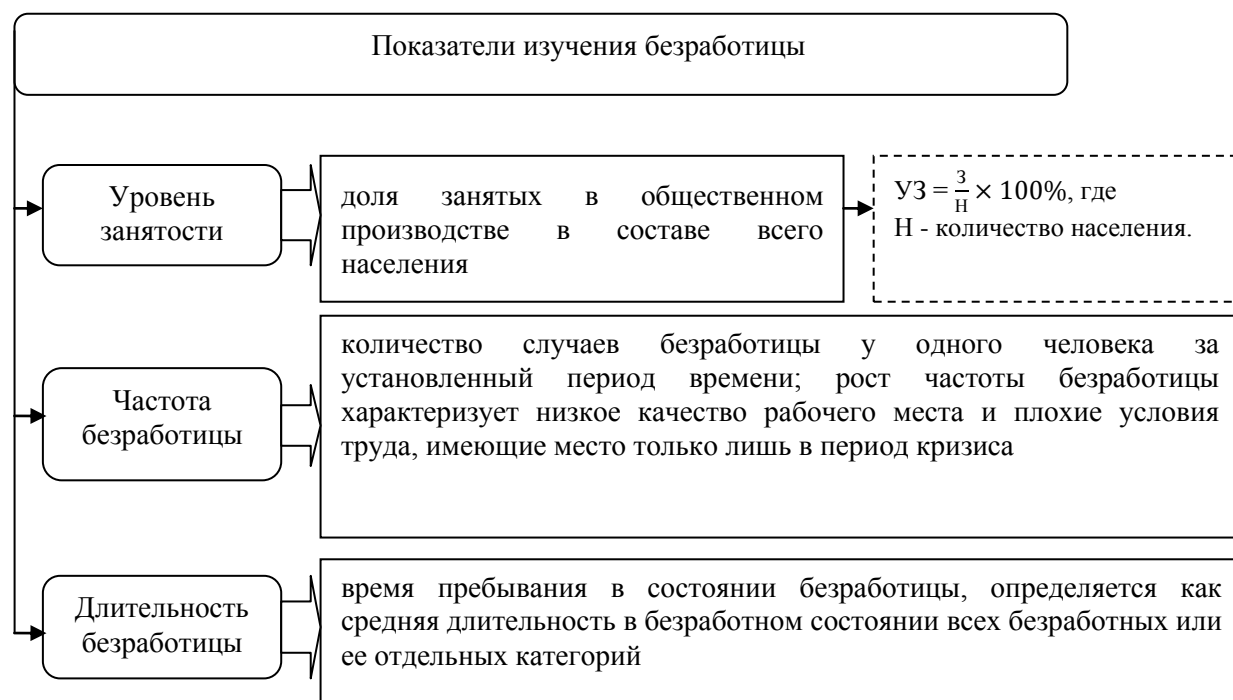 Показатели изучения безработицы
Уровень
занятости
доля занятых в общественном
производстве в составе всего
населения
УЗ = З/Н × 100%, где
Н - количество населения.
Частота
безработицы
количество случаев безработицы у одного человека за
установленный период времени; рост частоты безработицы
характеризует низкое качество рабочего места и плохие условия
труда, имеющие место только лишь в период кризиса
Длительность
безработицы
время пребывания в состоянии безработицы, определяется как
средняя длительность в безработном состоянии всех безработных или
ее отдельных категорий